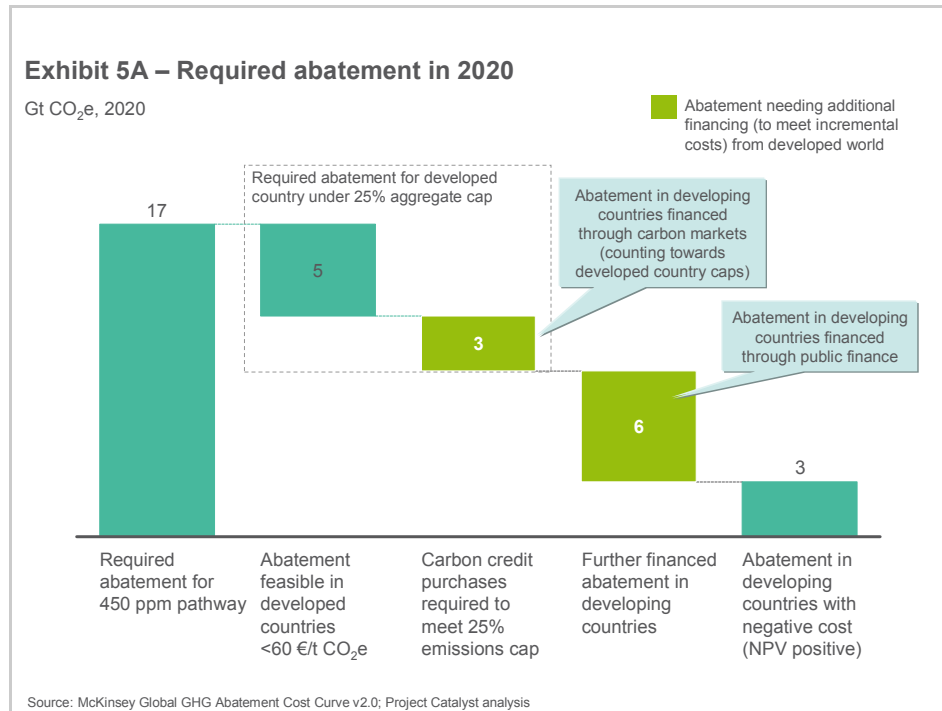 Exhibit 5A – Required abatement in 2020
Gt CO₂e, 2020
Abatement needing additional
financing (to meet incremental
costs) from developed world
Required abatement for developed
country under 25% aggregate cap
Abatement in developing
countries financed
through carbon markets
(counting towards
developed country caps)
Abatement in developing
countries financed
through public finance
17
5
3
6
3
Required
abatement for
450 ppm pathway
Abatement
feasible in
developed
countries
<60 €/t CO₂e
Carbon credit
purchases
required to
meet 25%
emissions cap
Further financed
abatement in
developing
countries
Abatement in
developing
countries with
negative cost
(NPV positive)
Source: McKinsey Global GHG Abatement Cost Curve v2.0; Project Catalyst analysis